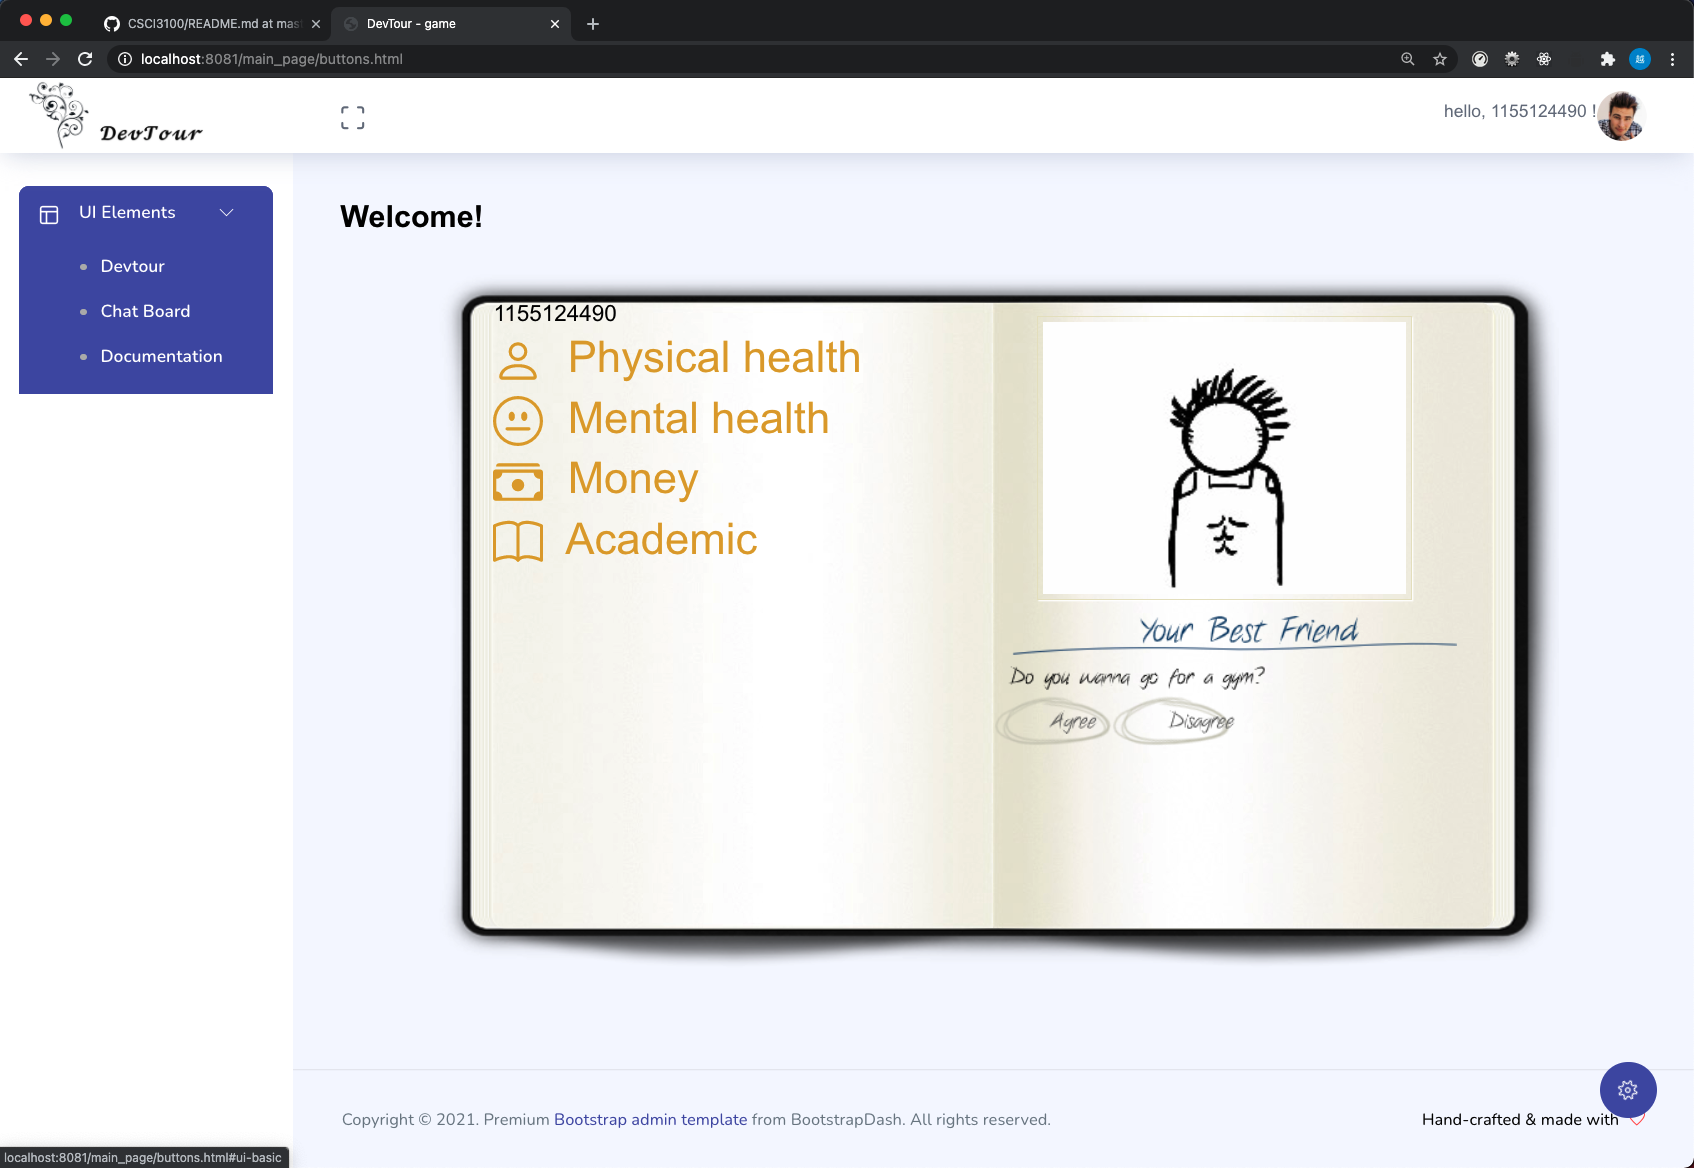 CSCI3100/README.md at mas
DevTour - game
localhost:8081/main_page/buttons.html
DevTour
hello, 1155124490 !
UI Elements
Devtour
Chat Board
Documentation
Welcome!
1155124490
Physical health
Mental health
Money
Academic
Your Best Friend
Do you wanna go for a gym?
Agree Disagree
Copyright © 2021. Premium Bootstrap admin template from BootstrapDash. All rights reserved.
Hand-crafted & made with
localhost:8081/main_page/buttons.html#ui-basic